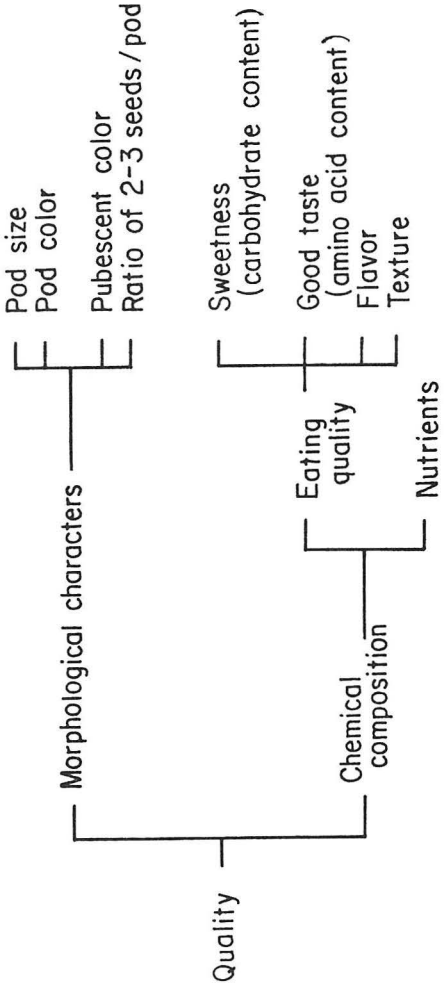 Quality
Morphological characters
Pod size
Pod color
Pubescent color
Ratio of 2-3 seeds/pod
Chemical
composition
Eating
quality
Sweetness
(carbohydrate content)
Good taste
(amino acid content)
Flavor
Texture
Nutrients